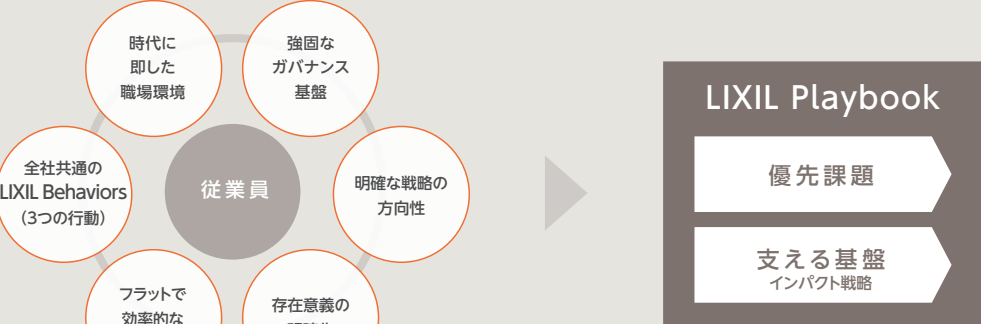 時代に
即した
職場環境
強固な
ガバナンス
基盤
全社共通の
LIXIL Behaviors
(3つの行動)
従業員
明確な戦略の
方向性
フラットで
効率的な
存在意義の
LIXIL Playbook
優先課題
支える基盤
インパクト戦略